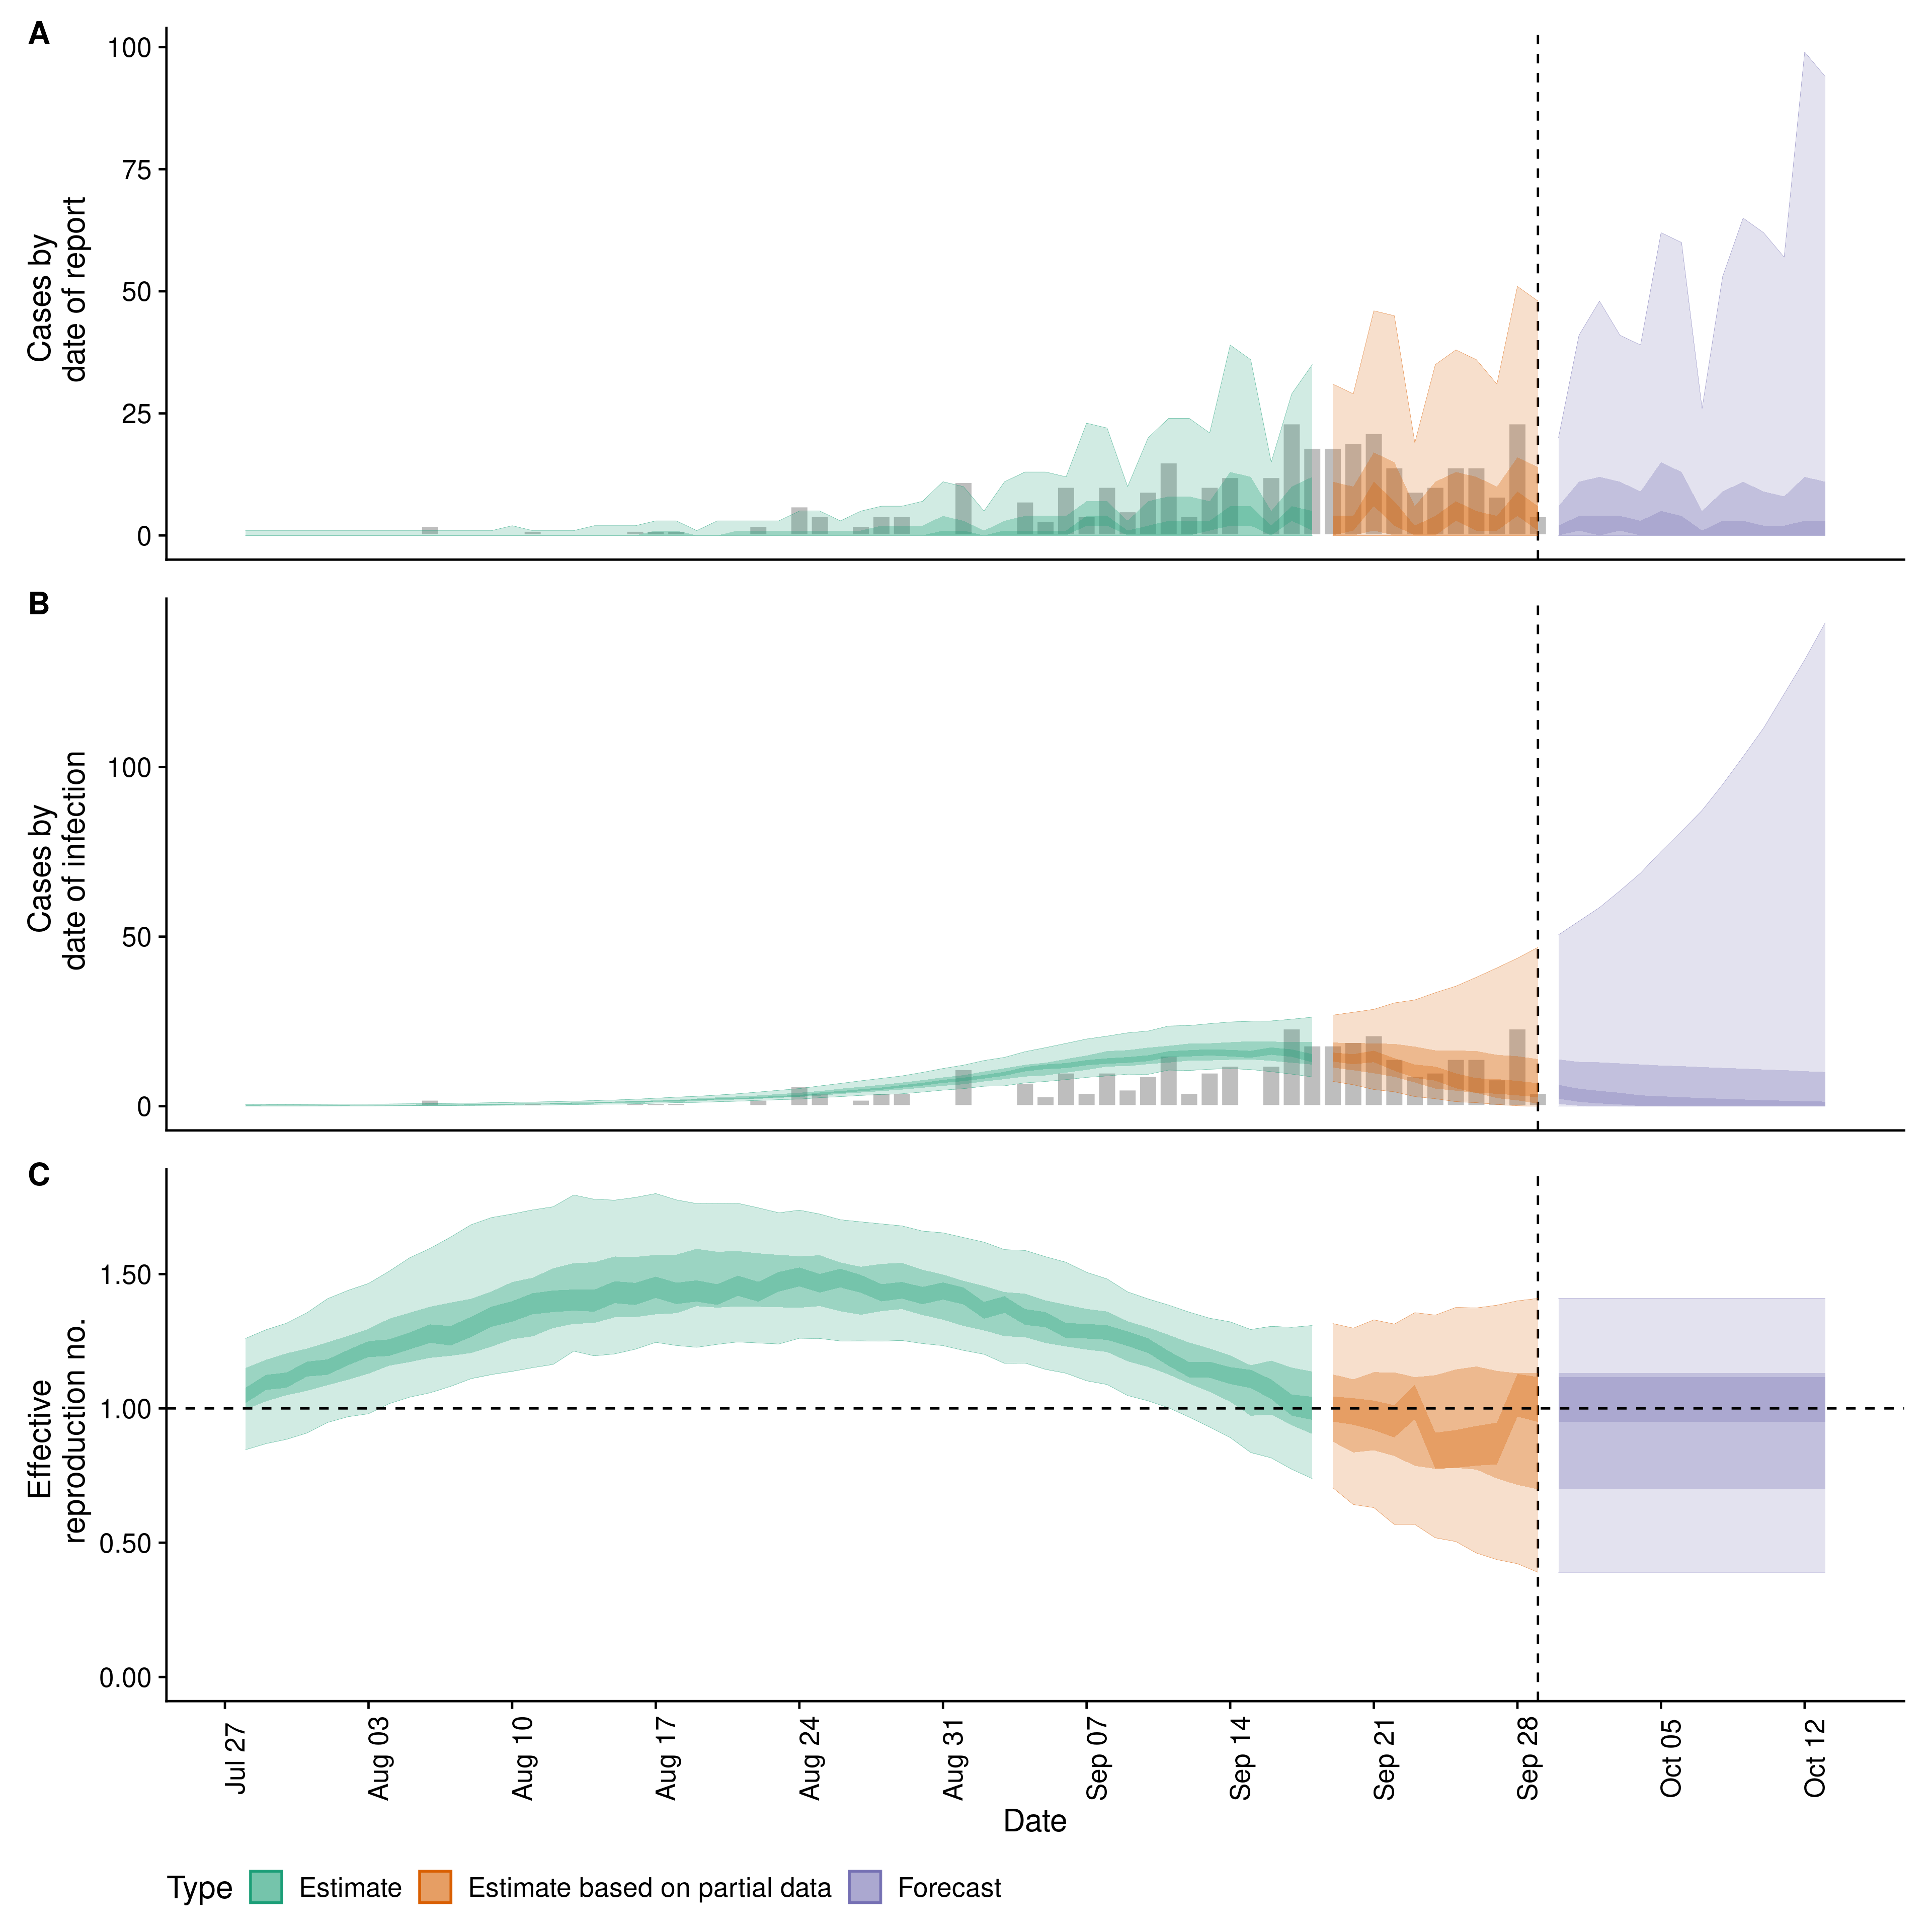 A
100
75
50
25
0
Cases by
date of report
B
100
50
0
Cases by
date of infection
C
1.50
1.00
0.50
0.00
Effective
reproduction no.
Jul 27
Aug 03
Aug 10
Aug 17
Aug 24
Aug 31
Sep 07
Sep 14
Sep 21
Sep 28
Oct 05
Oct 12
Date
Type Estimate Estimate based on partial data Forecast